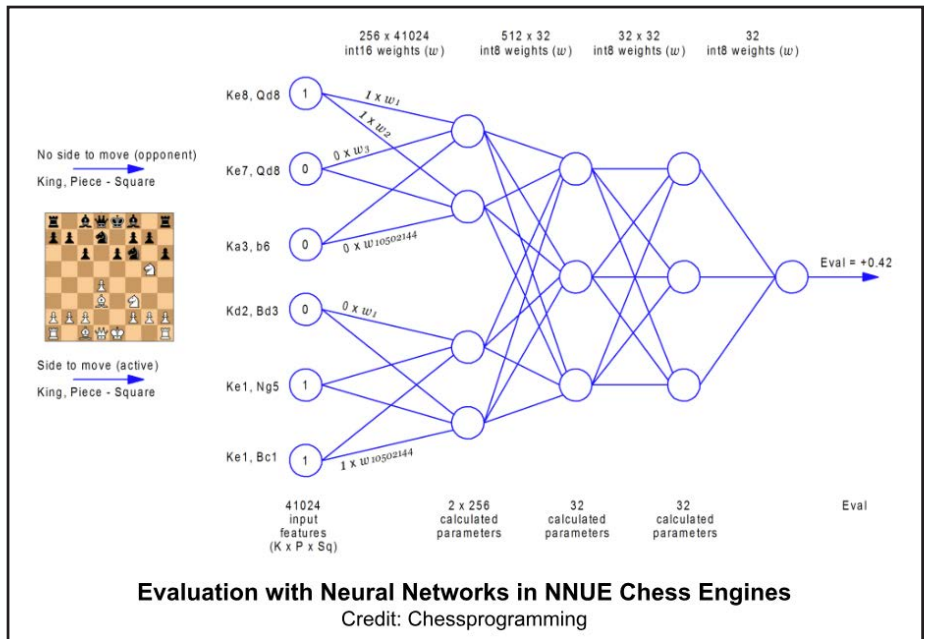 256 x 41024
int16 weights (w)
512 x 32
int8 weights (w)
32 x 32
int8 weights (w)
32
int8 weights (w)
Ke8, Qd8
1
1 x w1
1 x w2
No side to move (opponent)
King, Piece - Square
0 x w3
Ke7, Qd8
0
Ka3, b6
0
0 x w10502144
Eval = +0.42
Kd2, Bd3
0
0 x w1
Side to move (active)
King, Piece - Square
Ke1, Ng5
1
Ke1, Bc1
1
1 x w10502144
41024
input
features
(K x P x Sq)
2 x 256
calculated
parameters
32
calculated
parameters
32
calculated
parameters
Eval
Evaluation with Neural Networks in NNUE Chess Engines
Credit: Chessprogramming